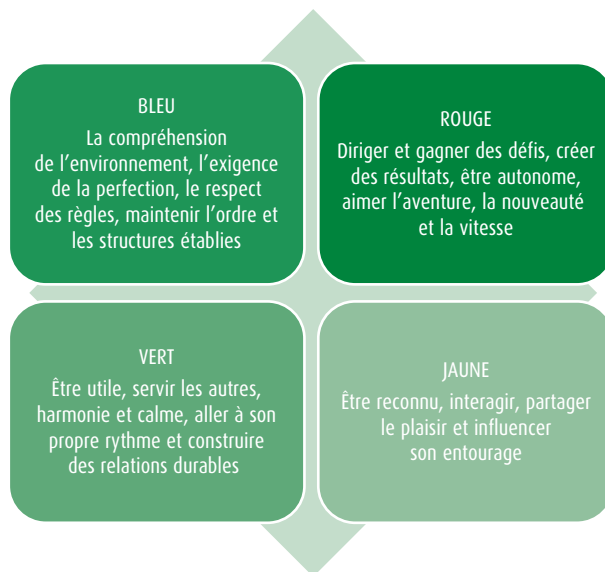 BLEU
La compréhension
de l'environnement, l'exigence
de la perfection, le respect
des règles, maintenir l'ordre et
les structures établies
ROUGE
Diriger et gagner des défis, créer
des résultats, être autonome,
aimer l'aventure, la nouveauté
et la vitesse
VERT
Être utile, servir les autres,
harmonie et calme, aller à son
propre rythme et construire
des relations durables
JAUNE
Être reconnu, interagir, partager
le plaisir et influencer
son entourage